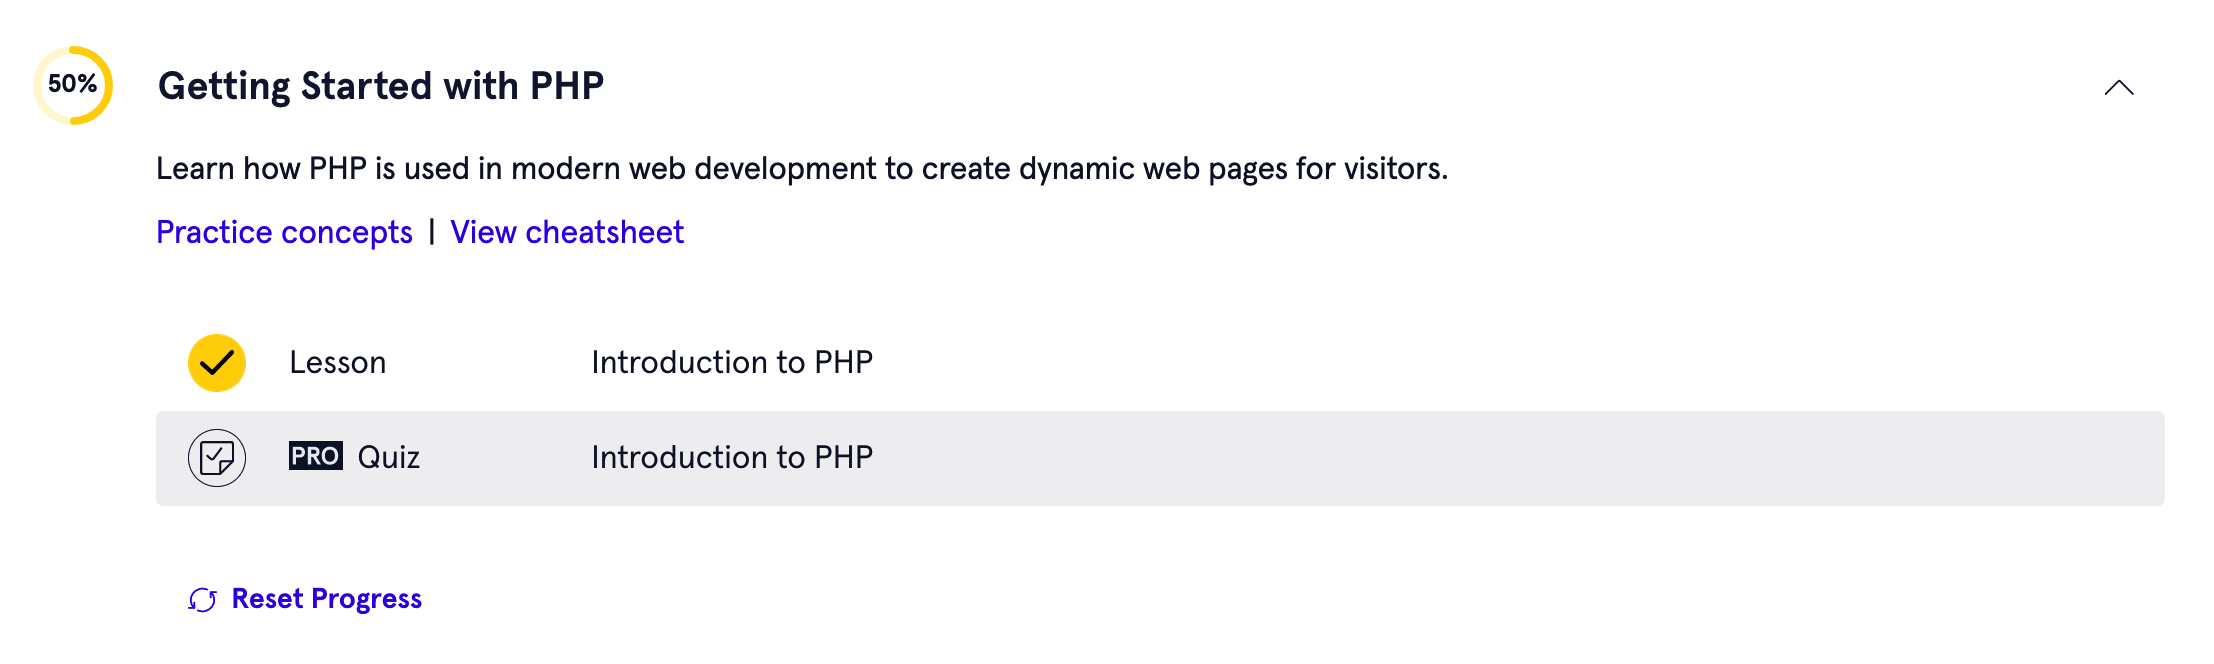 50% Getting Started with PHP
Learn how PHP is used in modern web development to create dynamic web pages for visitors.
Practice concepts | View cheatsheet
Lesson Introduction to PHP
PRO Quiz Introduction to PHP
Reset Progress